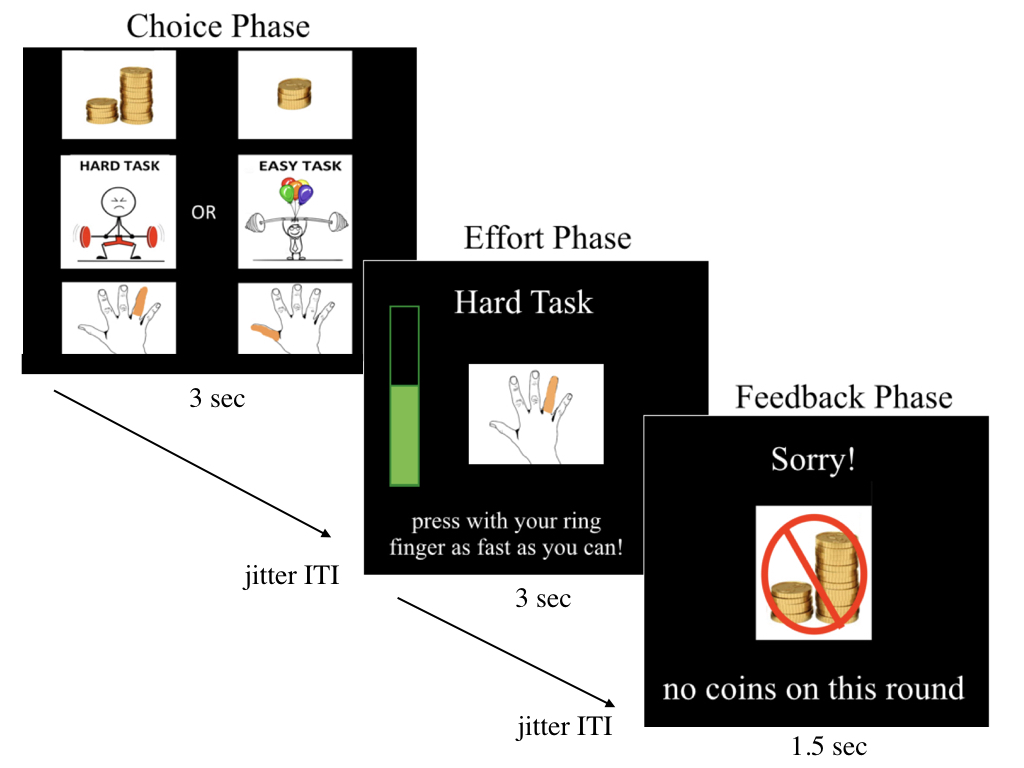 Choice Phase
HARD TASK
OR
EASY TASK
3 sec
jitter ITI
Effort Phase
Hard Task
press with your ring
finger as fast as you can!
3 sec
jitter ITI
Feedback Phase
Sorry!
no coins on this round
1.5 sec